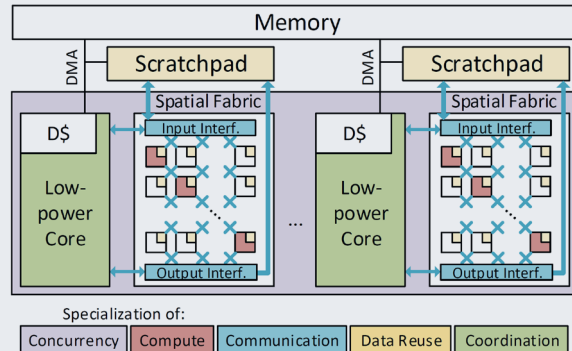 Memory
DMA
Scratchpad
DMA
Scratchpad
Spatial Fabric
Spatial Fabric
D$
Input Interf.
D$
Input Interf.
Low-
power
Core
...
Low-
power
Core
...
...
Output Interf.
Output Interf.
Specialization of:
Concurrency
Compute
Communication
Data Reuse
Coordination